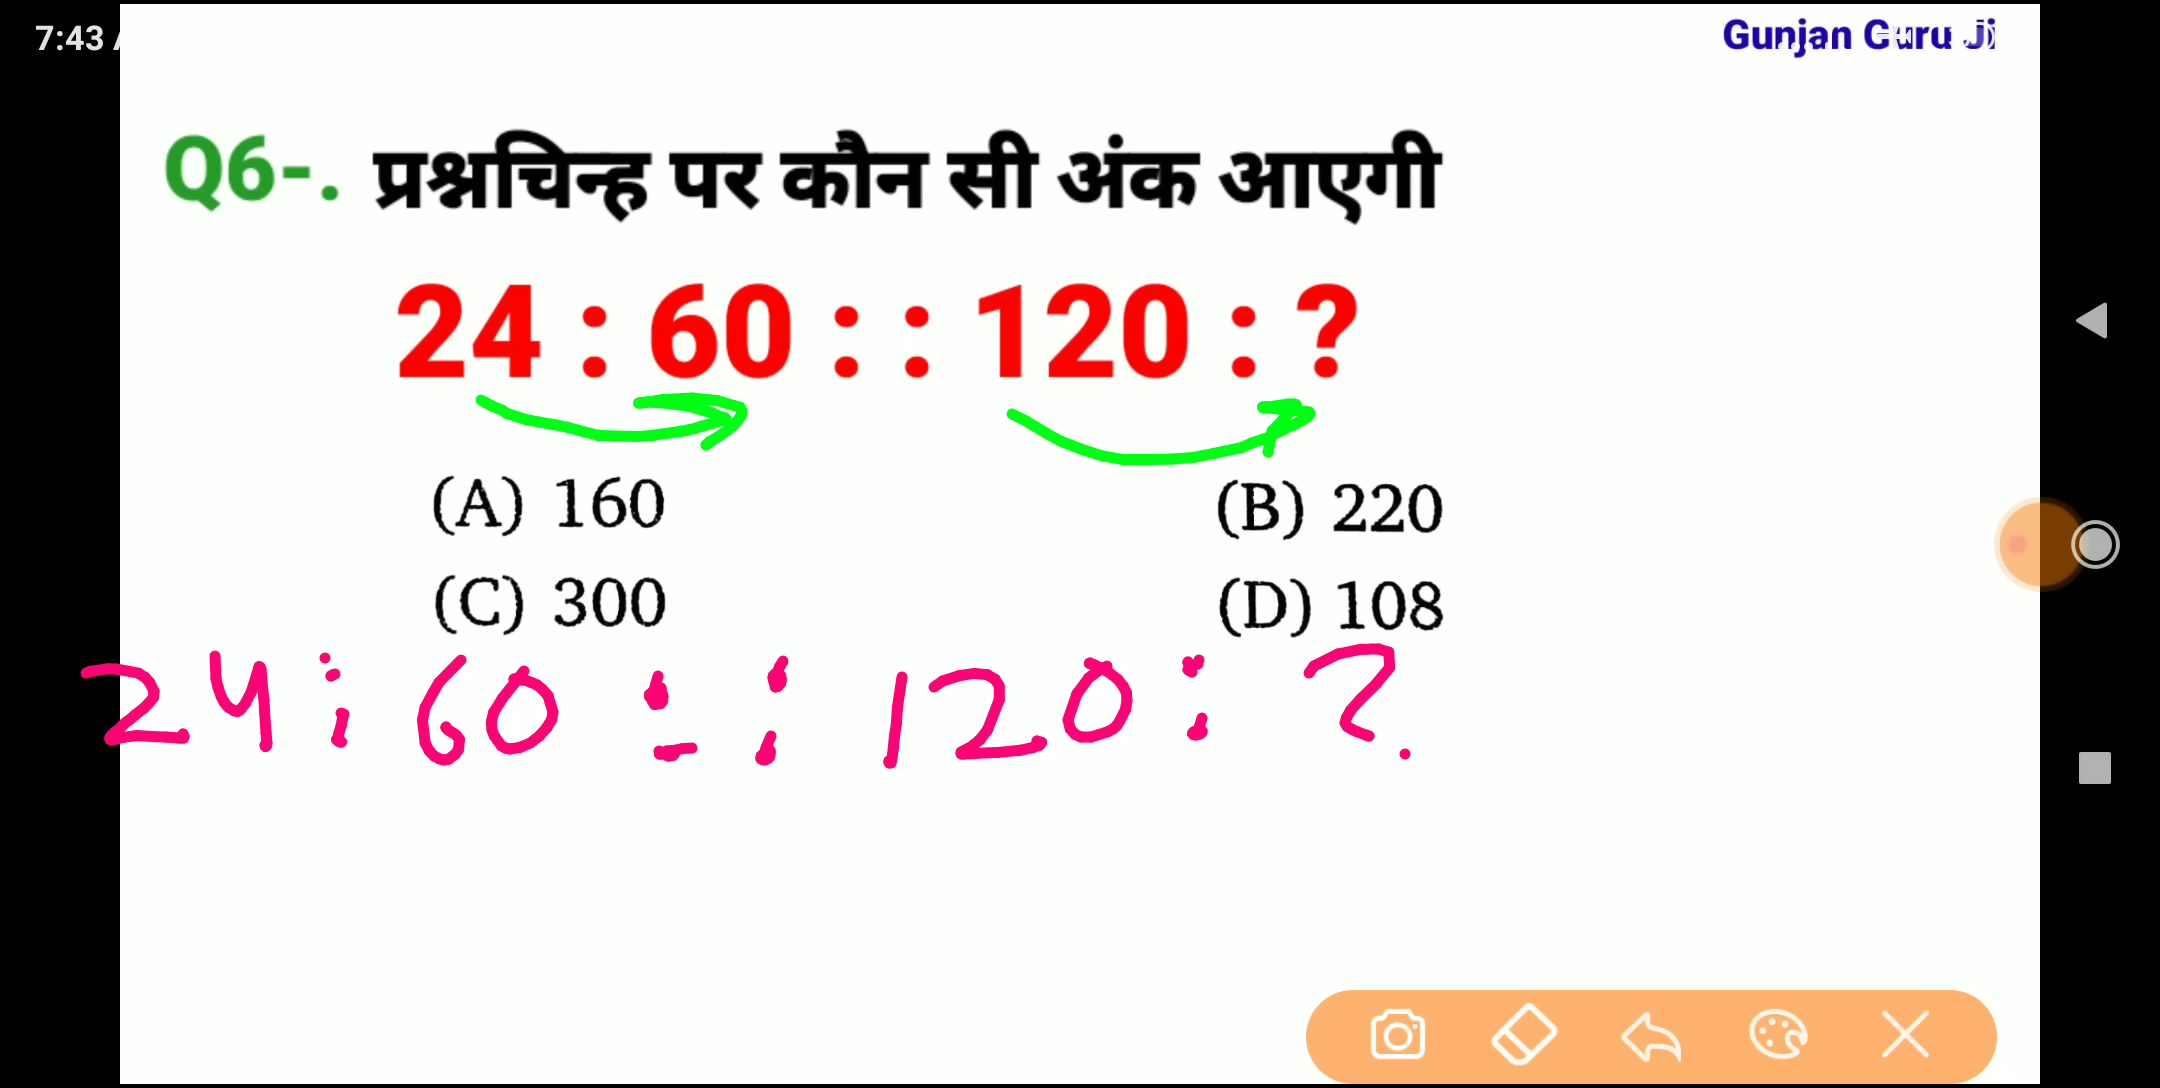 7:43
Gunjan Guru Ji
Q6-. प्रश्नचिन्ह पर कौन सी अंक आएगी
24 : 60 : : 120 : ?
(A) 160 (B) 220
(C) 300 (D) 108
24 : 60 : : 120 : ?